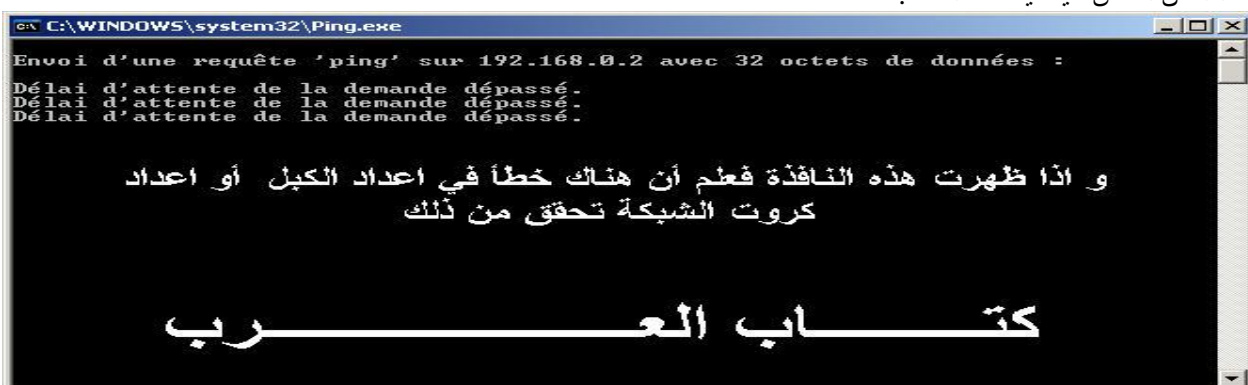 C:\WINDOWS\system32\Ping.exe
Envoi d'une requête 'ping' sur 192.168.0.2 avec 32 octets de données :
Délai d'attente de la demande dépassé.
Délai d'attente de la demande dépassé.
Délai d'attente de la demande dépassé.
و اذا ظهرت هذه النافذة فعلم أن هناك خطأ في اعداد الكبل أو اعداد
كروت الشبكة تحقق من ذلك
كتـــــــاب العـــــــــــــرب